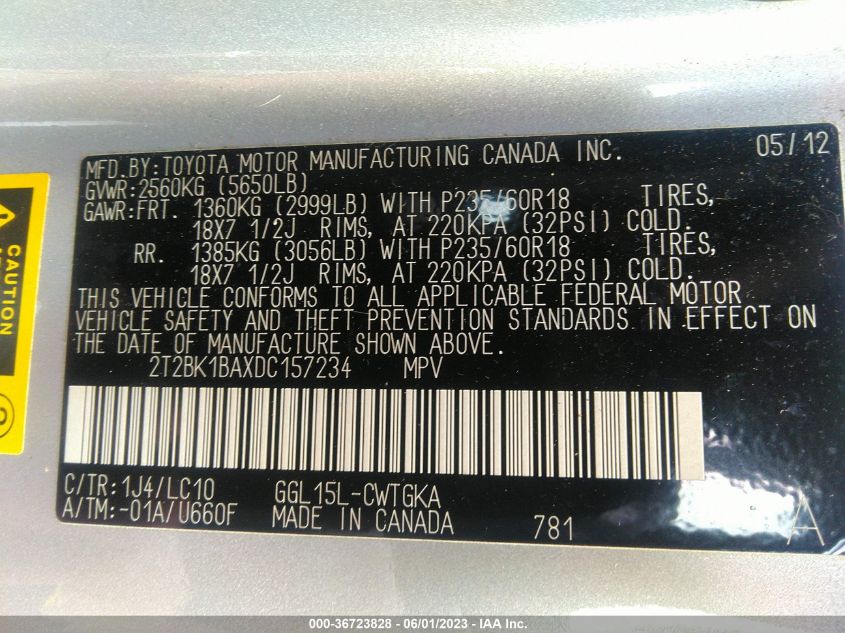 MFD.BY:TOYOTA MOTOR MANUFACTURING CANADA INC. 05/12
GVWR:2560KG (5650LB)
GAWR:FRT. 1360KG (2999LB) WITH P235/60R18 TIRES,
18X7 1/2J RIMS, AT 220KPA (32PSI) COLD.
RR. 1385KG (3056LB) WITH P235/60R18 TIRES,
18X7 1/2J RIMS, AT 220KPA (32PSI) COLD.
THIS VEHICLE CONFORMS TO ALL APPLICABLE FEDERAL MOTOR
VEHICLE SAFETY AND THEFT PREVENTION STANDARDS IN EFFECT ON
THE DATE OF MANUFACTURE SHOWN ABOVE.
2T2BK1BAXDC157234 MPV
C/TR:1J4/LC10 GGL15L-CWTGKA
A/TM:-01A/U660F MADE IN CANADA 781 A
CAUTION
000-36723828 - 06/01/2023 - IAA Inc.